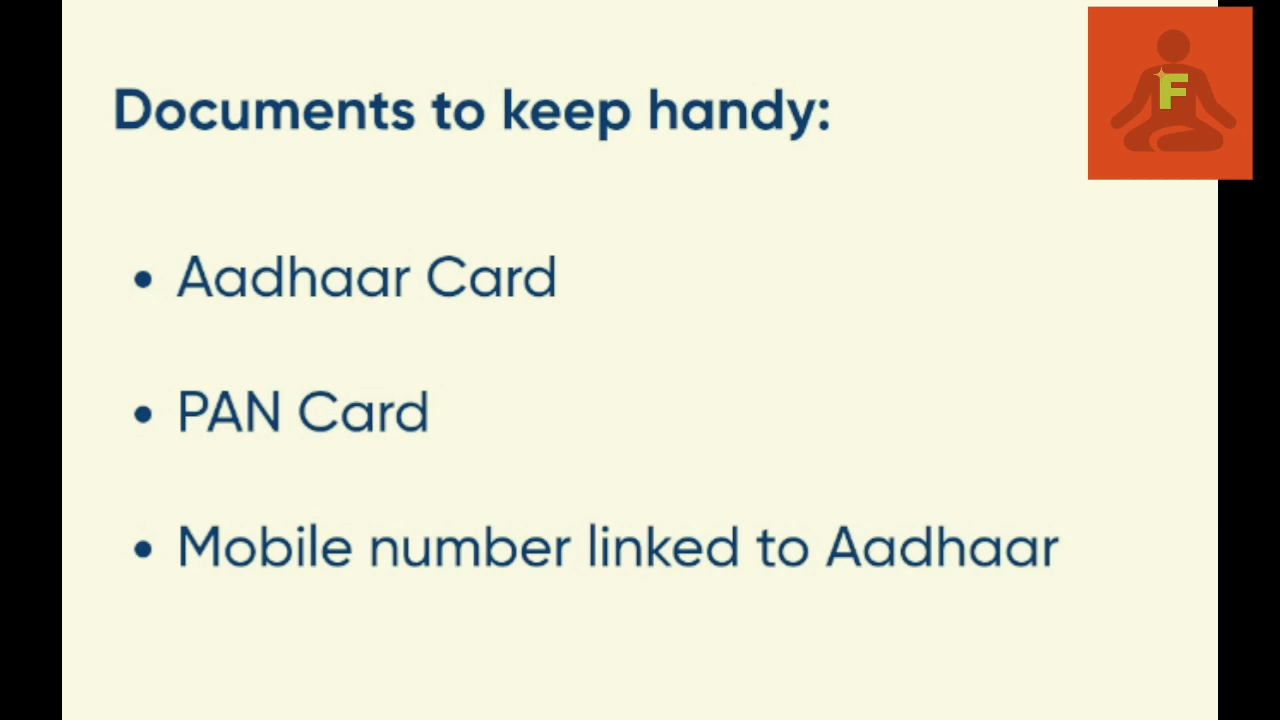 Documents to keep handy:
F
• Aadhaar Card
• PAN Card
• Mobile number linked to Aadhaar